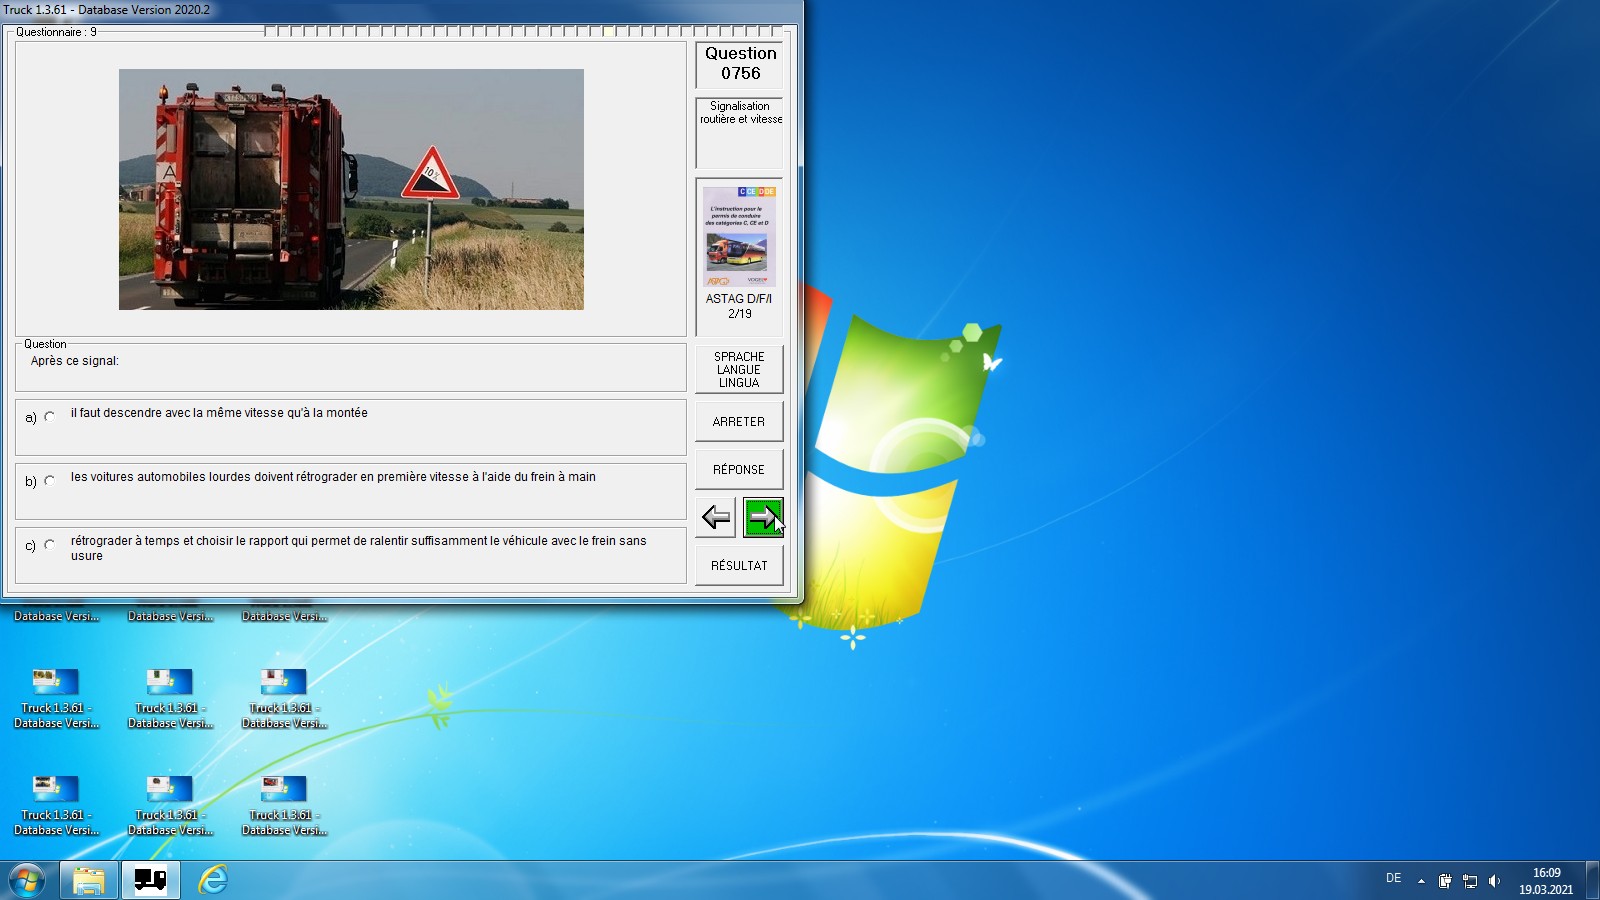 Truck 1.3.61 - Database Version 2020.2
Questionnaire : 9
10%
A
Question
0756
Signalisation
routière et vitesse
C CE D DE
L'instruction pour le
permis de conduire
des catégories C, CE et D
ASTAG D/F/I
2/19
Question
Après ce signal:
SPRACHE
LANGUE
LINGUA
a) il faut descendre avec la même vitesse qu'à la montée
ARRETER
b) les voitures automobiles lourdes doivent rétrograder en première vitesse à l'aide du frein à main
RÉPONSE
c) rétrograder à temps et choisir le rapport qui permet de ralentir suffisamment le véhicule avec le frein sans
usure
RÉSULTAT
Database Versi... Database Versi... Database Versi...
Truck 1.3.61 - Truck 1.3.61 - Truck 1.3.61 -
Database Versi... Database Versi... Database Versi...
Truck 1.3.61 - Truck 1.3.61 - Truck 1.3.61 -
Database Versi... Database Versi... Database Versi...
DE
16:09
19.03.2021